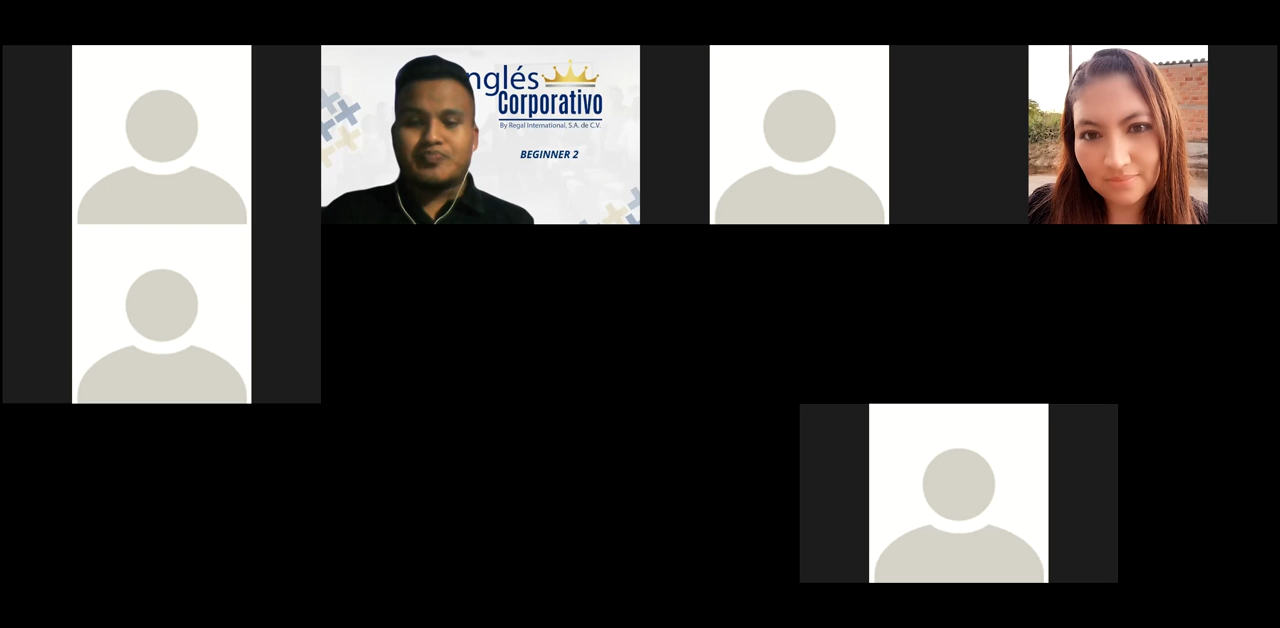 nglés
Corporativo
By Regal International, S.A. de C.V.
BEGINNER 2